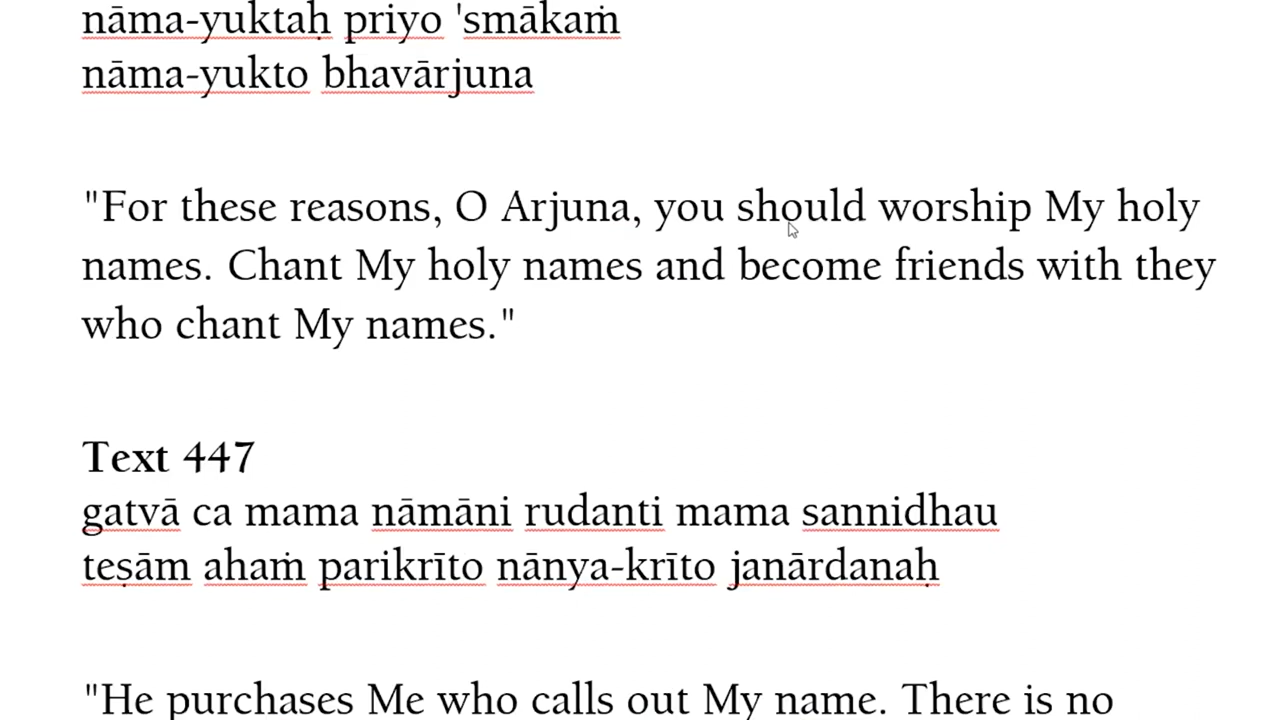 nāma-yuktaḥ priyo 'smākaṁ
nāma-yukto bhavārjuna
"For these reasons, O Arjuna, you should worship My holy
names. Chant My holy names and become friends with they
who chant My names."
Text 447
gatvā ca mama nāmāni rudanti mama sannidhau
teṣām ahaṁ parikrīto nānya-krīto janārdanaḥ
"He purchases Me who calls out My name. There is no